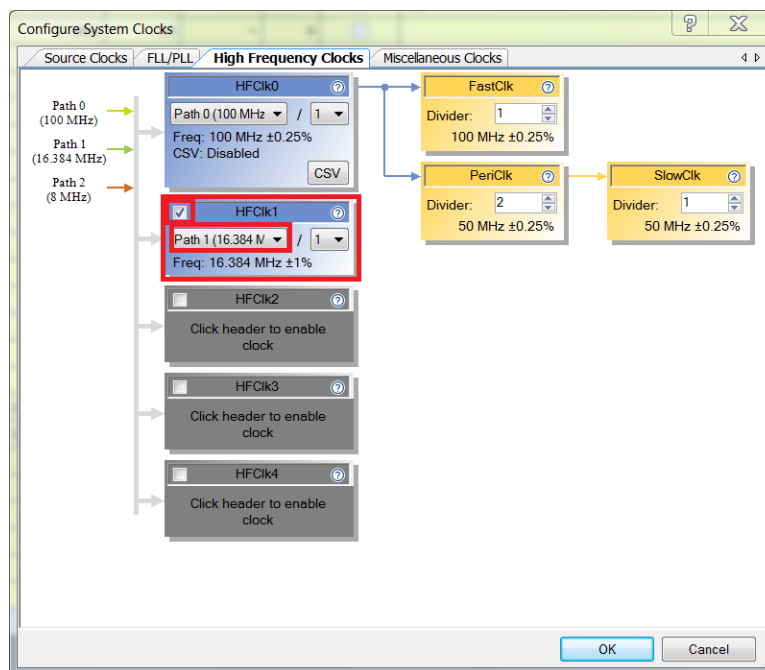 Configure System Clocks
Source Clocks FLL/PLL High Frequency Clocks Miscellaneous Clocks
Path 0
(100 MHz)
Path 1
(16.384 MHz)
Path 2
(8 MHz)
HFClk0
Path 0 (100 MHz / 1
Freq: 100 MHz ±0.25%
CSV: Disabled
CSV
FastClk
Divider: 1
100 MHz ±0.25%
PeriClk
Divider: 2
50 MHz ±0.25%
SlowClk
Divider: 1
50 MHz ±0.25%
HFClk1
Path 1 (16.384 M / 1
Freq: 16.384 MHz ±1%
HFClk2
Click header to enable
clock
HFClk3
Click header to enable
clock
HFClk4
Click header to enable
clock
OK Cancel